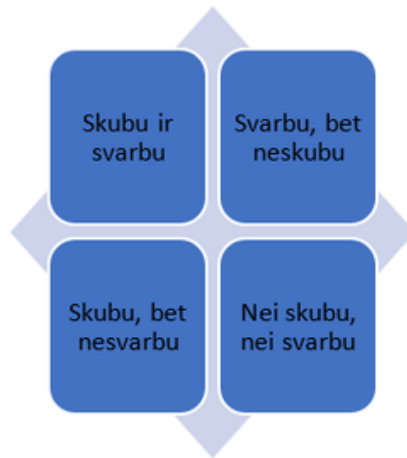 Skubu ir
svarbu
Svarbu, bet
neskubu
Skubu, bet
nesvarbu
Nei skubu,
nei svarbu